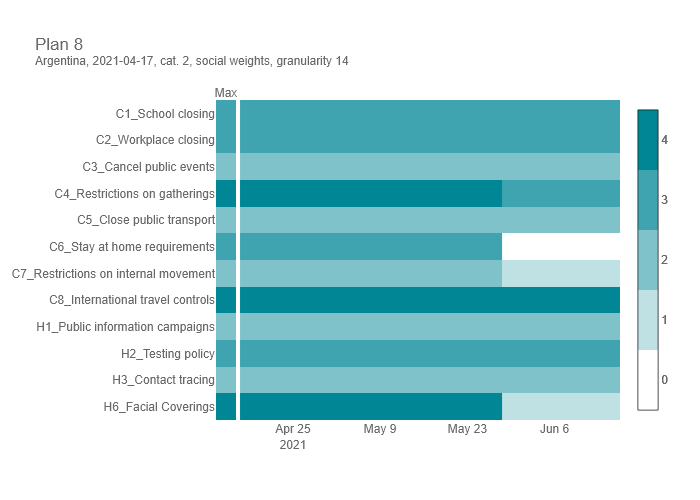 Plan 8
Argentina, 2021-04-17, cat. 2, social weights, granularity 14
Max
C1_School closing
C2_Workplace closing
C3_Cancel public events
C4_Restrictions on gatherings
C5_Close public transport
C6_Stay at home requirements
C7_Restrictions on internal movement
C8_International travel controls
H1_Public information campaigns
H2_Testing policy
H3_Contact tracing
H6_Facial Coverings
Apr 25 May 9 May 23 Jun 6
2021
4
3
2
1
0